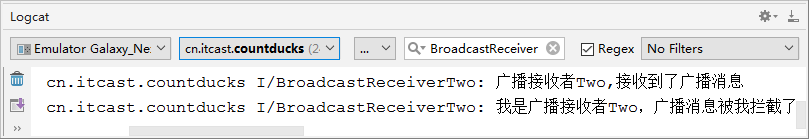 Logcat
Emulator Galaxy_Ne: cn.itcast.countducks (2 ... BroadcastReceiver Regex No Filters
cn.itcast.countducks I/BroadcastReceiverTwo: 广播接收者Two,接收到了广播消息
cn.itcast.countducks I/BroadcastReceiverTwo: 我是广播接收者Two，广播消息被我拦截了